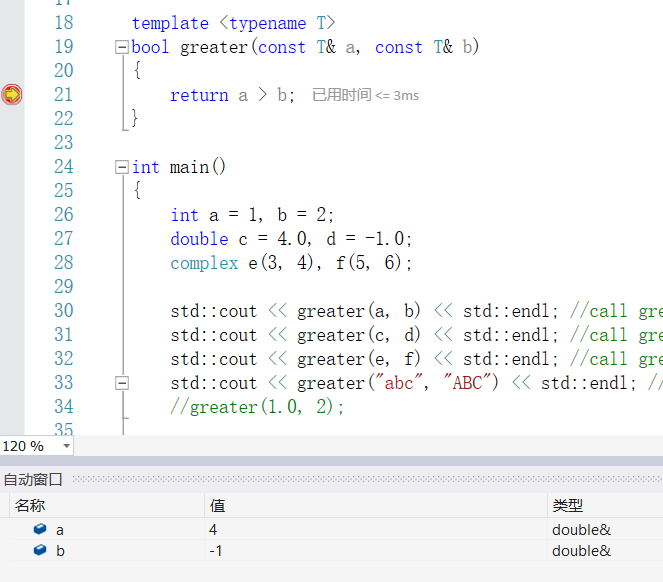 17
18 template <typename T>
19 bool greater(const T& a, const T& b)
20 {
21 return a > b; 已用时间 <= 3ms
22 }
23
24 int main()
25 {
26 int a = 1, b = 2;
27 double c = 4.0, d = -1.0;
28 complex e(3, 4), f(5, 6);
29
30 std::cout << greater(a, b) << std::endl; //call gre
31 std::cout << greater(c, d) << std::endl; //call gre
32 std::cout << greater(e, f) << std::endl; //call gre
33 std::cout << greater("abc", "ABC") << std::endl; //
34 //greater(1.0, 2);
35
120 %
自动窗口
名称 值 类型
a 4 double&
b -1 double&